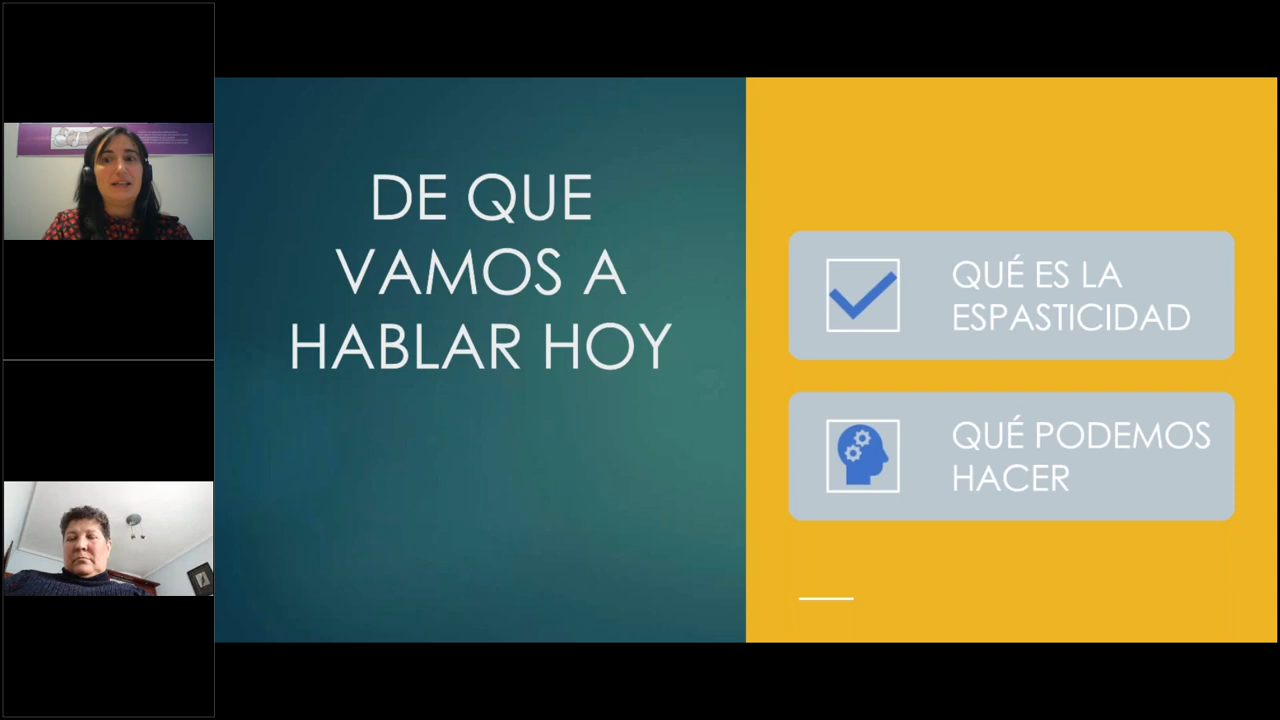 DE QUE
VAMOS A
HABLAR HOY
QUÉ ES LA
ESPASTICIDAD
QUÉ PODEMOS
HACER